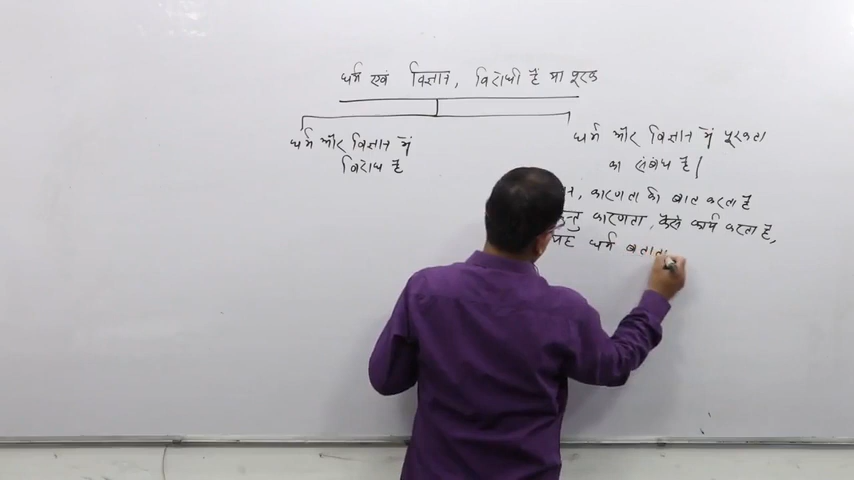 धर्म एवं विज्ञान, विरोधी हैं या पूरक
धर्म और विज्ञान में
विरोध है
धर्म और विज्ञान में पूरकता
का संबंध है।
, कारणता की बात करता है
कारणता, कैसे कार्य करता है,
यह धर्म बताता